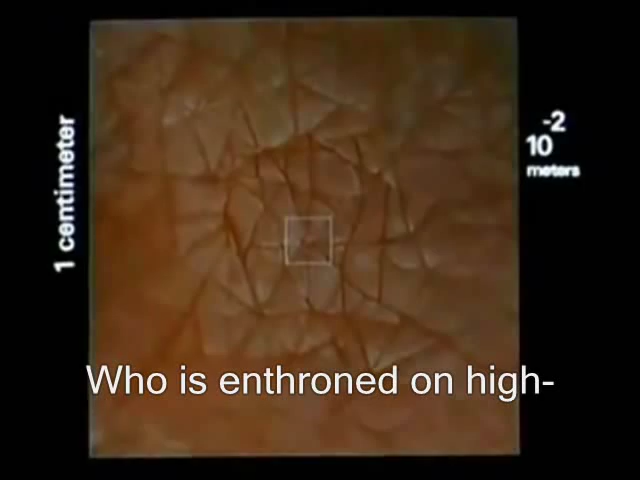 1 centimeter
10-2
meters
Who is enthroned on high-